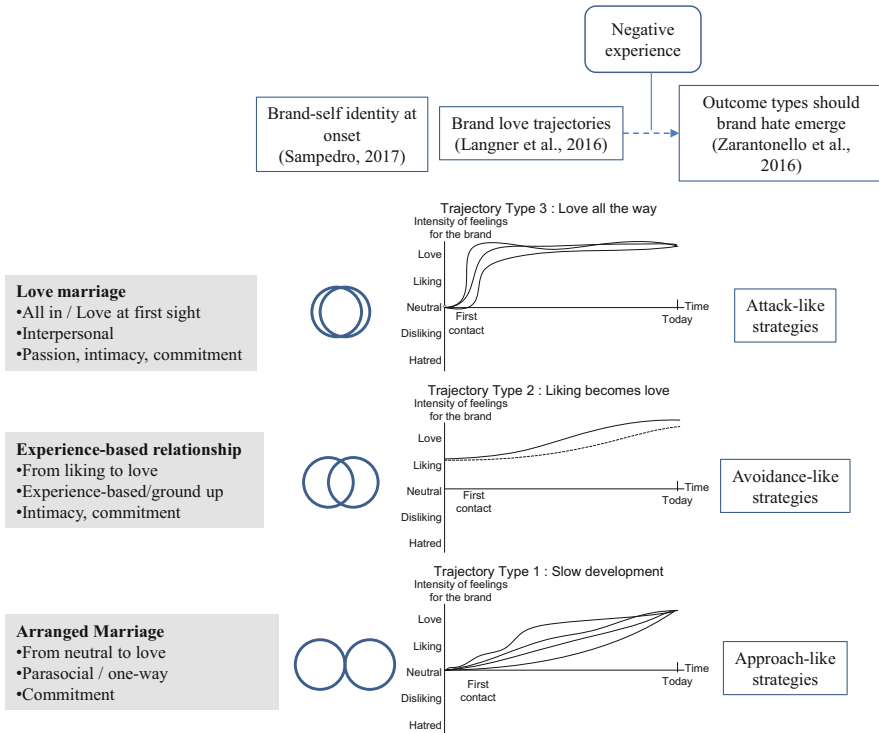 Negative
experience
Brand-self identity at
onset
(Sampedro, 2017)
Brand love trajectories
(Langner et al., 2016)
Outcome types should
brand hate emerge
(Zarantonello et al.,
2016)
Love marriage
•All in / Love at first sight
•Interpersonal
•Passion, intimacy, commitment
Trajectory Type 3 : Love all the way
Intensity of feelings
for the brand
Love
Liking
Neutral
Disliking
Hatred
First
contact
Time
Today
Attack-like
strategies
Experience-based relationship
•From liking to love
•Experience-based/ground up
•Intimacy, commitment
Trajectory Type 2 : Liking becomes love
Intensity of feelings
for the brand
Love
Liking
Neutral
Disliking
Hatred
First
contact
Time
Today
Avoidance-like
strategies
Arranged Marriage
•From neutral to love
•Parasocial / one-way
•Commitment
Trajectory Type 1 : Slow development
Intensity of feelings
for the brand
Love
Liking
Neutral
Disliking
Hatred
First
contact
Time
Today
Approach-like
strategies